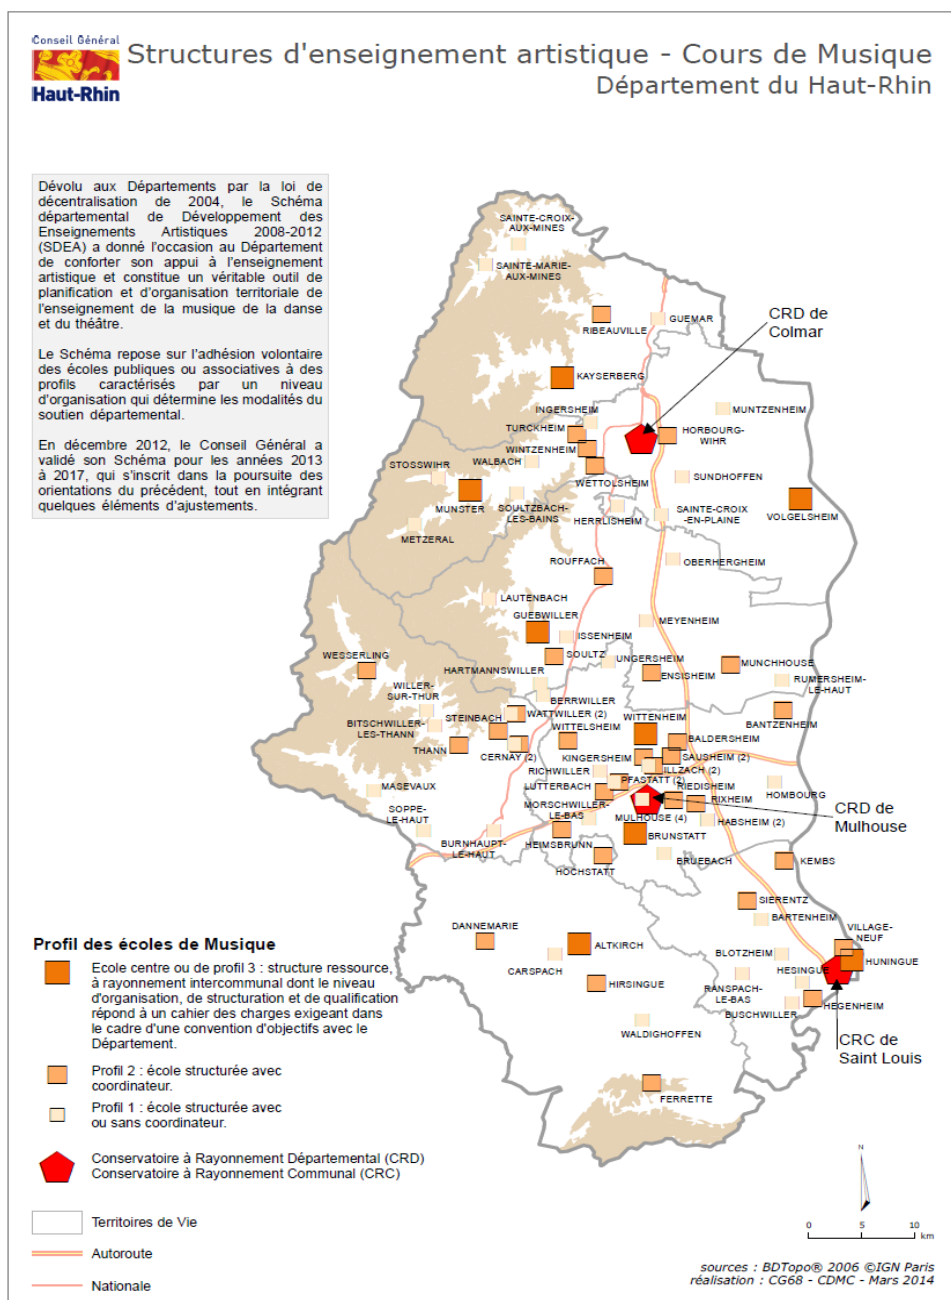 Conseil Général
Haut-Rhin
Structures d'enseignement artistique - Cours de Musique
Département du Haut-Rhin
Dévolu aux Départements par la loi de
décentralisation de 2004, le Schéma
départemental de Développement des
Enseignements Artistiques 2008-2012
(SDEA) a donné l'occasion au Département
de conforter son appui à l'enseignement
artistique et constitue un véritable outil de
planification et d'organisation territoriale de
l'enseignement de la musique de la danse
et du théâtre.
Le Schéma repose sur l'adhésion volontaire
des écoles publiques ou associatives à des
profils caractérisés par un niveau
d'organisation qui détermine les modalités du
soutien départemental.
En décembre 2012, le Conseil Général a
validé son Schéma pour les années 2013
à 2017, qui s'inscrit dans la poursuite des
orientations du précédent, tout en intégrant
quelques éléments d'ajustements.
SAINTE-CROIX-
AUX-MINES
SAINTE-MARIE-
AUX-MINES
RIBEAUVILLE
GUEMAR
CRD de
Colmar
KAYSERBERG
INGERSHEIM
MUNTZENHEIM
TURCKHEIM
HORBOURG-
WIHR
WINTZENHEIM
STOSSWIHR
WALBACH
WETTOLSHEIM
SUNDHOFFEN
MUNSTER
SOULTZBACH-
LES-BAINS
HERRLISHEIM
SAINTE-CROIX
-EN-PLAINE
VOLGELSHEIM
METZERAL
ROUFFACH
OBERHERGHEIM
LAUTENBACH
GUEBWILLER
MEYENHEIM
ISSENHEIM
WESSERLING
SOULTZ
UNGERSHEIM
MUNCHHOUSE
HARTMANNSWILLER
ENSISHEIM
RUMERSHEIM-
LE-HAUT
WILLER-
SUR-THUR
BERRWILLER
BANTZENHEIM
STEINBACH
WATTWILLER (2)
WITTENHEIM
BITSCHWILLER-
LES-THANN
WITTELSHEIM
BALDERSHEIM
THANN
CERNAY (2)
KINGERSHEIM
SAUSHEIM (2)
RICHWILLER
ILLZACH (2)
PFASTATT (2)
MASEVAUX
LUTTERBACH
RIEDISHEIM
HOMBOURG
RIXHEIM
SOPPE-
LE-HAUT
MORSCHWILLER-
LE-BAS
MULHOUSE (4)
HABSHEIM (2)
CRD de
Mulhouse
BURNHAUPT-
LE-HAUT
HEIMSBRUNN
BRUNSTATT
HOCHSTATT
BRUEBACH
KEMBS
SIERENTZ
BARTENHEIM
DANNEMARIE
ALTKIRCH
VILLAGE-
NEUF
CARSPACH
BLOTZHEIM
HUNINGUE
HESINGUE
HIRSINGUE
RANSPACH-
LE-BAS
BUSCHWILLER
HEGENHEIM
WALDIGHOFFEN
CRC de
Saint Louis
FERRETTE
Profil des écoles de Musique
Ecole centre ou de profil 3 : structure ressource,
à rayonnement intercommunal dont le niveau
d'organisation, de structuration et de qualification
répond à un cahier des charges exigeant dans
le cadre d'une convention d'objectifs avec le
Département.
Profil 2 : école structurée avec
coordinateur.
Profil 1 : école structurée avec
ou sans coordinateur.
Conservatoire à Rayonnement Départemental (CRD)
Conservatoire à Rayonnement Communal (CRC)
Territoires de Vie
Autoroute
Nationale
N
0 5 10
km
sources : BDTopo® 2006 ©IGN Paris
réalisation : CG68 - CDMC - Mars 2014